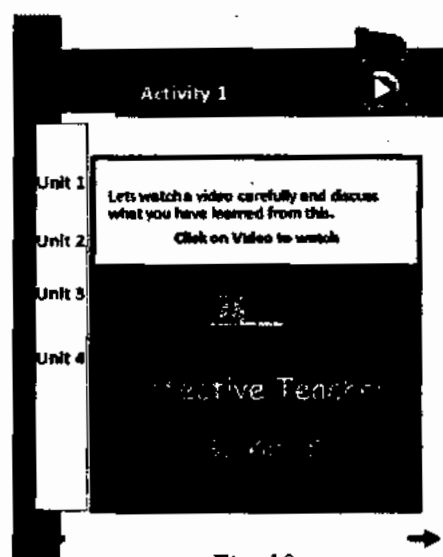 Activity 1
Unit 1
Unit 2
Unit 3
Unit 4
Lets watch a video carefully and discuss
what you have learned from this.
Click on Video to watch
Teacher